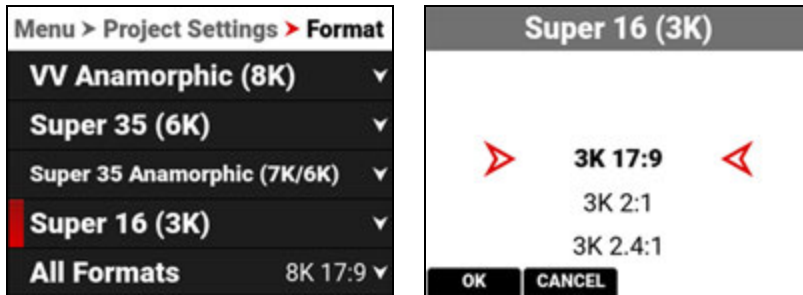 Menu > Project Settings > Format
VV Anamorphic (8K)
Super 35 (6K)
Super 35 Anamorphic (7K/6K)
Super 16 (3K)
All Formats 8K 17:9
Super 16 (3K)
3K 17:9
3K 2:1
3K 2.4:1
OK CANCEL